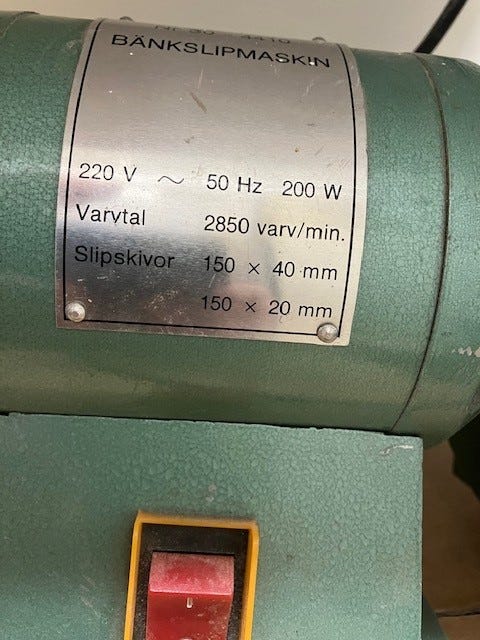 BÄNKSLIPMASKIN
220 V ~ 50 Hz 200 W
Varvtal 2850 varv/min.
Slipskivor 150 × 40 mm
150 × 20 mm